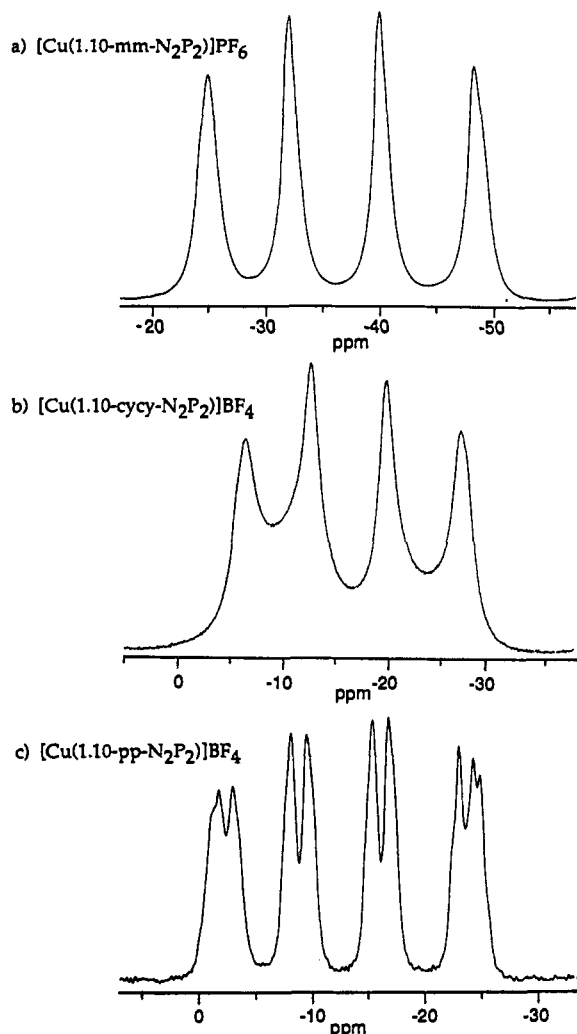 a) [Cu(1.10-mm-N2P2)]PF6
-20 -30 -40 -50
ppm
b) [Cu(1.10-cycy-N2P2)]BF4
0 -10 -20 -30
ppm
c) [Cu(1.10-pp-N2P2)]BF4
0 -10 -20 -30
ppm